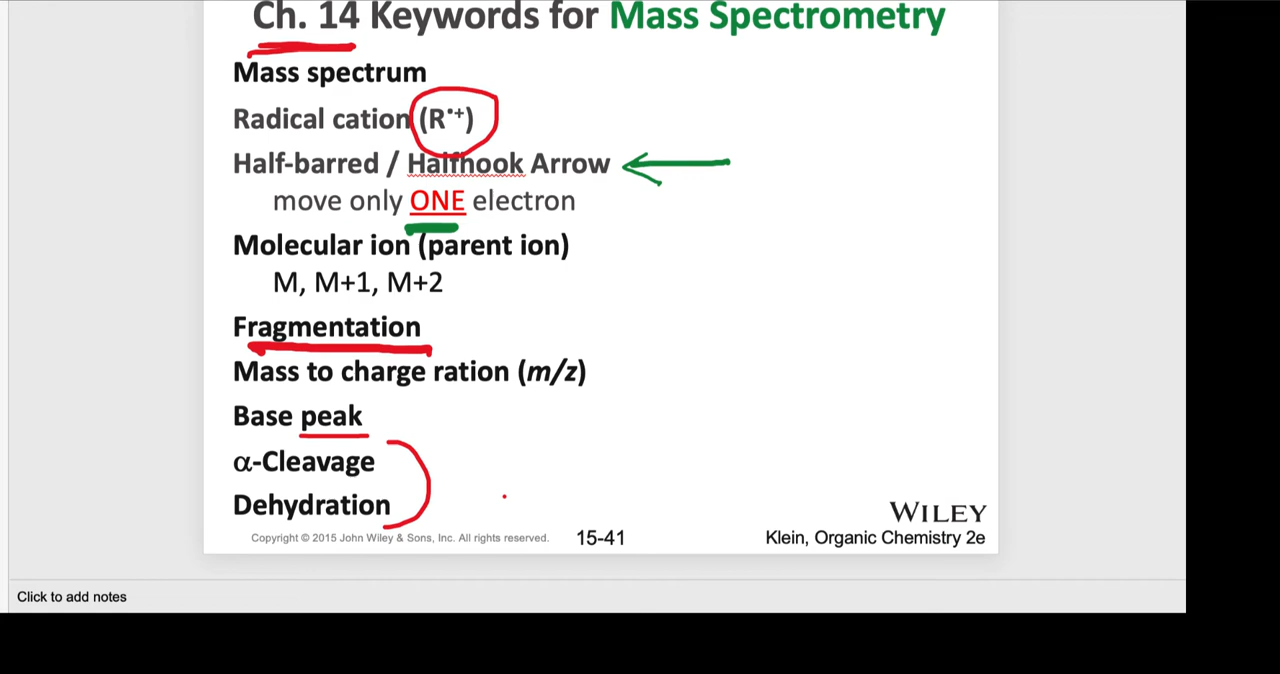 Ch. 14 Keywords for Mass Spectrometry
Mass spectrum
Radical cation (R•+)
Half-barred / Halfhook Arrow
move only ONE electron
Molecular ion (parent ion)
M, M+1, M+2
Fragmentation
Mass to charge ration (m/z)
Base peak
α-Cleavage
Dehydration
WILEY
Copyright © 2015 John Wiley & Sons, Inc. All rights reserved.
15-41
Klein, Organic Chemistry 2e
Click to add notes